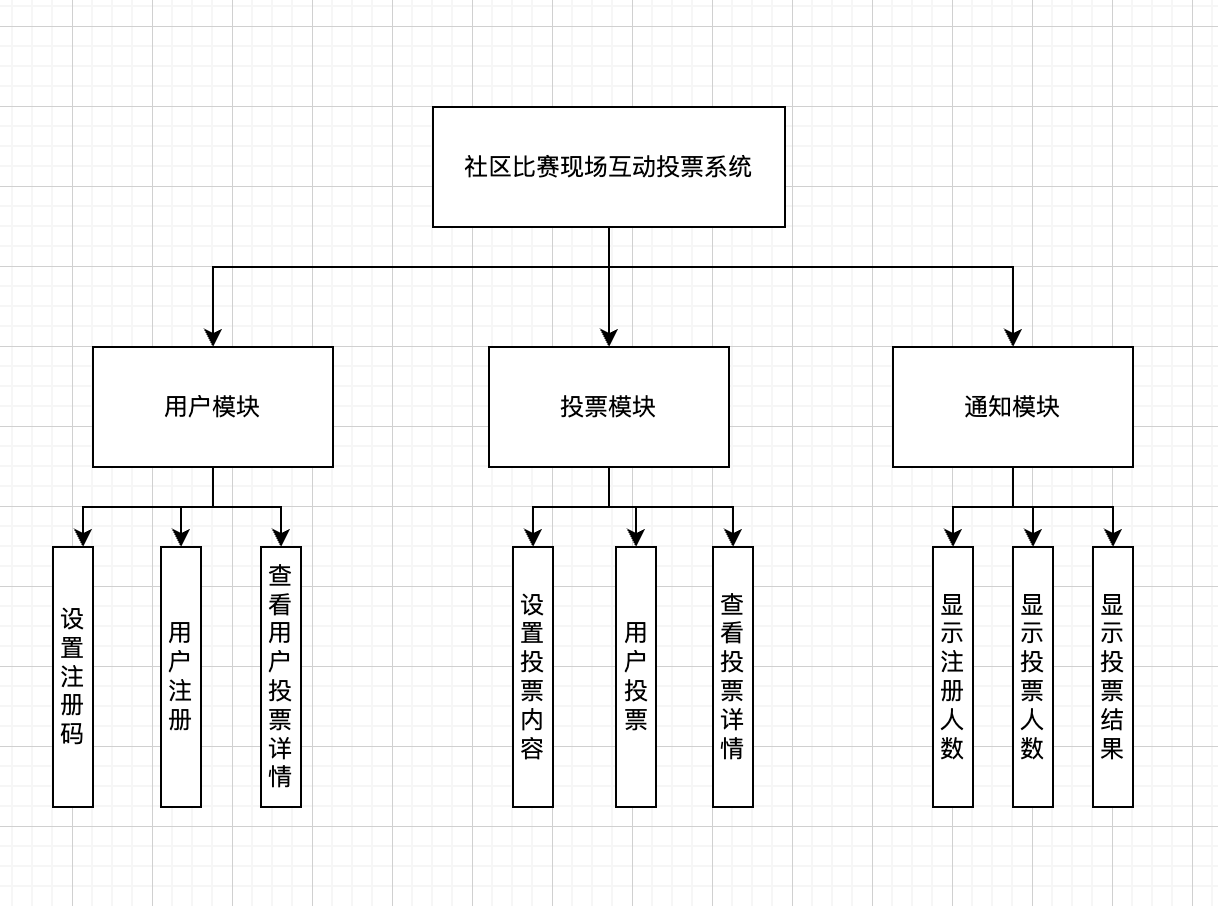 社区比赛现场互动投票系统
用户模块
投票模块
通知模块
设置注册码
用户注册
查看用户投票详情
设置投票内容
用户投票
查看投票详情
显示注册人数
显示投票人数
显示投票结果